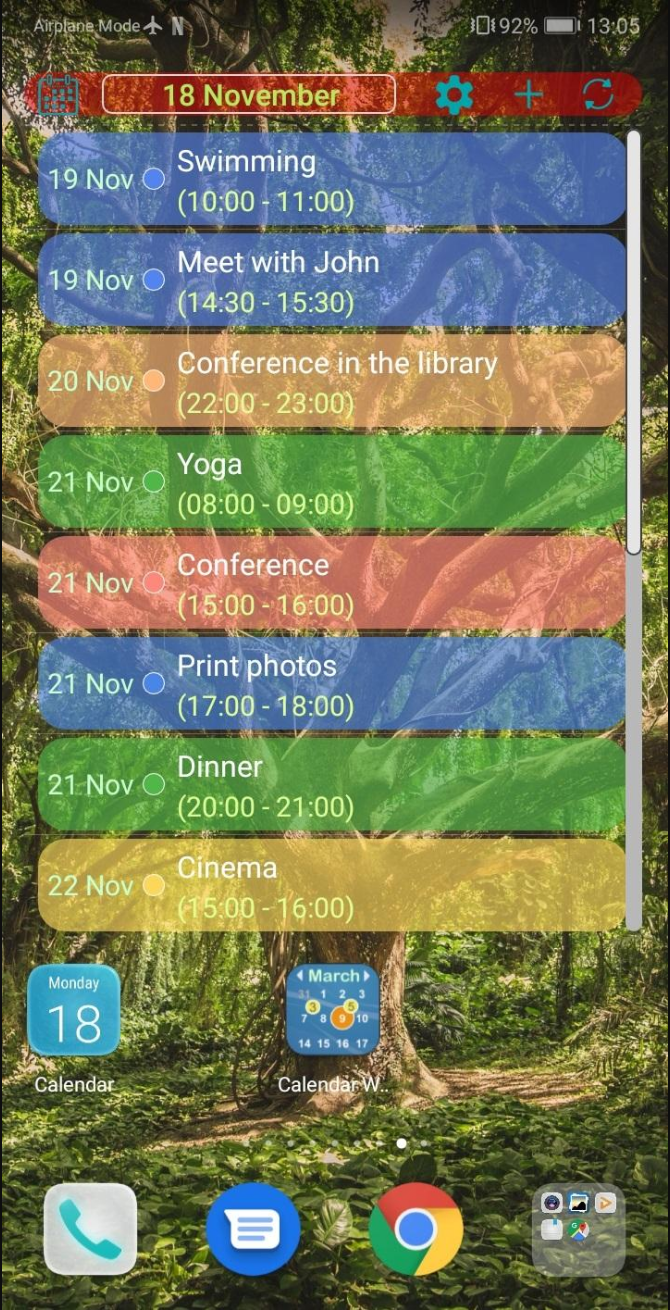 Airplane Mode 92% 13:05
18 November
19 Nov Swimming
(10:00 - 11:00)
19 Nov Meet with John
(14:30 - 15:30)
20 Nov Conference in the library
(22:00 - 23:00)
21 Nov Yoga
(08:00 - 09:00)
21 Nov Conference
(15:00 - 16:00)
21 Nov Print photos
(17:00 - 18:00)
21 Nov Dinner
(20:00 - 21:00)
22 Nov Cinema
(15:00 - 16:00)
Monday
18
Calendar
March
31 1 2 3
3 5
7 8 9 10
14 15 16 17
Calendar W..